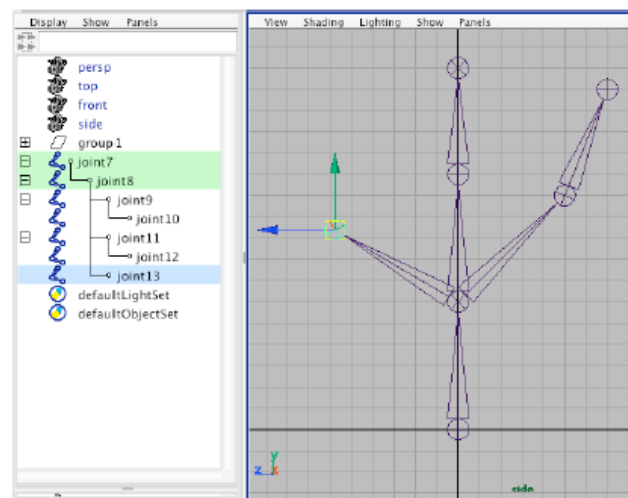 Display Show Panels
persp
top
front
side
group1
joint7
joint8
joint9
joint10
joint11
joint12
joint13
defaultLightSet
defaultObjectSet
View Shading Lighting Show Panels
y
z x
side